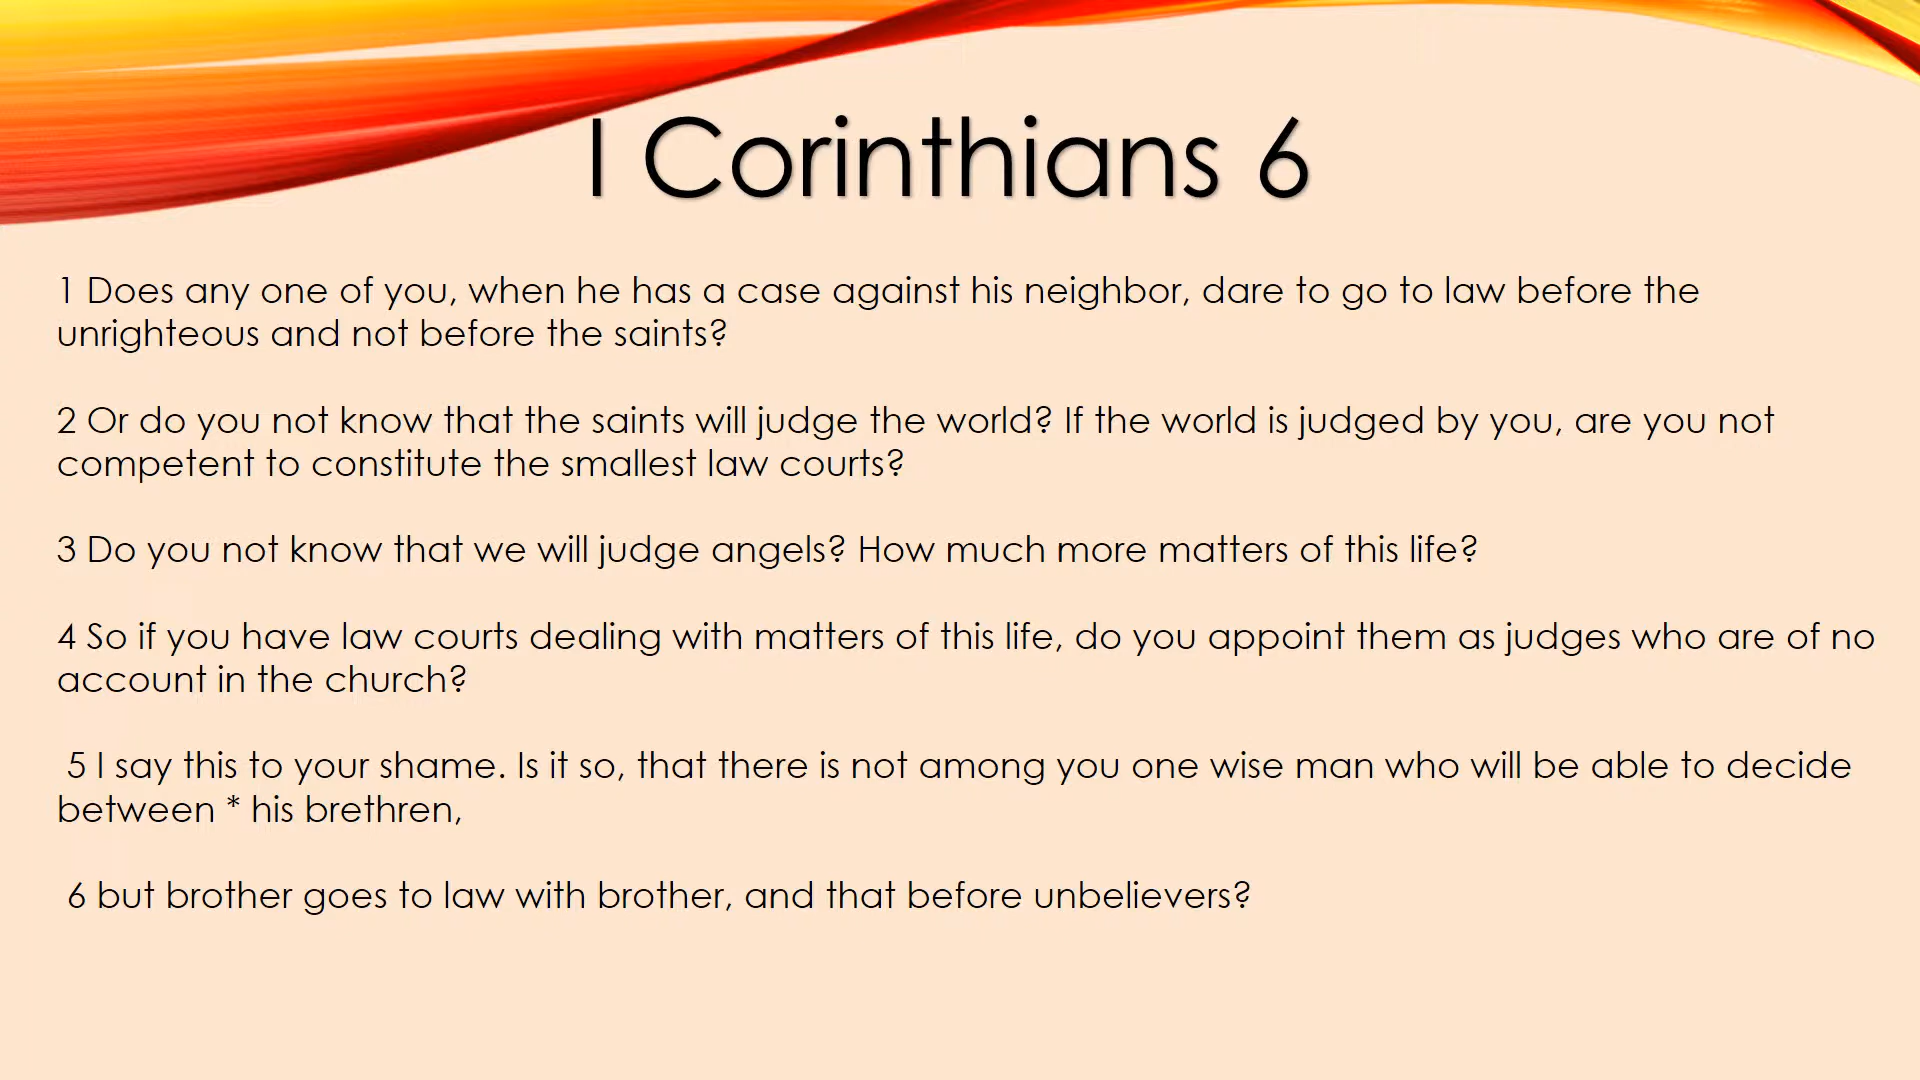 I Corinthians 6
1 Does any one of you, when he has a case against his neighbor, dare to go to law before the
unrighteous and not before the saints?
2 Or do you not know that the saints will judge the world? If the world is judged by you, are you not
competent to constitute the smallest law courts?
3 Do you not know that we will judge angels? How much more matters of this life?
4 So if you have law courts dealing with matters of this life, do you appoint them as judges who are of no
account in the church?
5 I say this to your shame. Is it so, that there is not among you one wise man who will be able to decide
between * his brethren,
6 but brother goes to law with brother, and that before unbelievers?